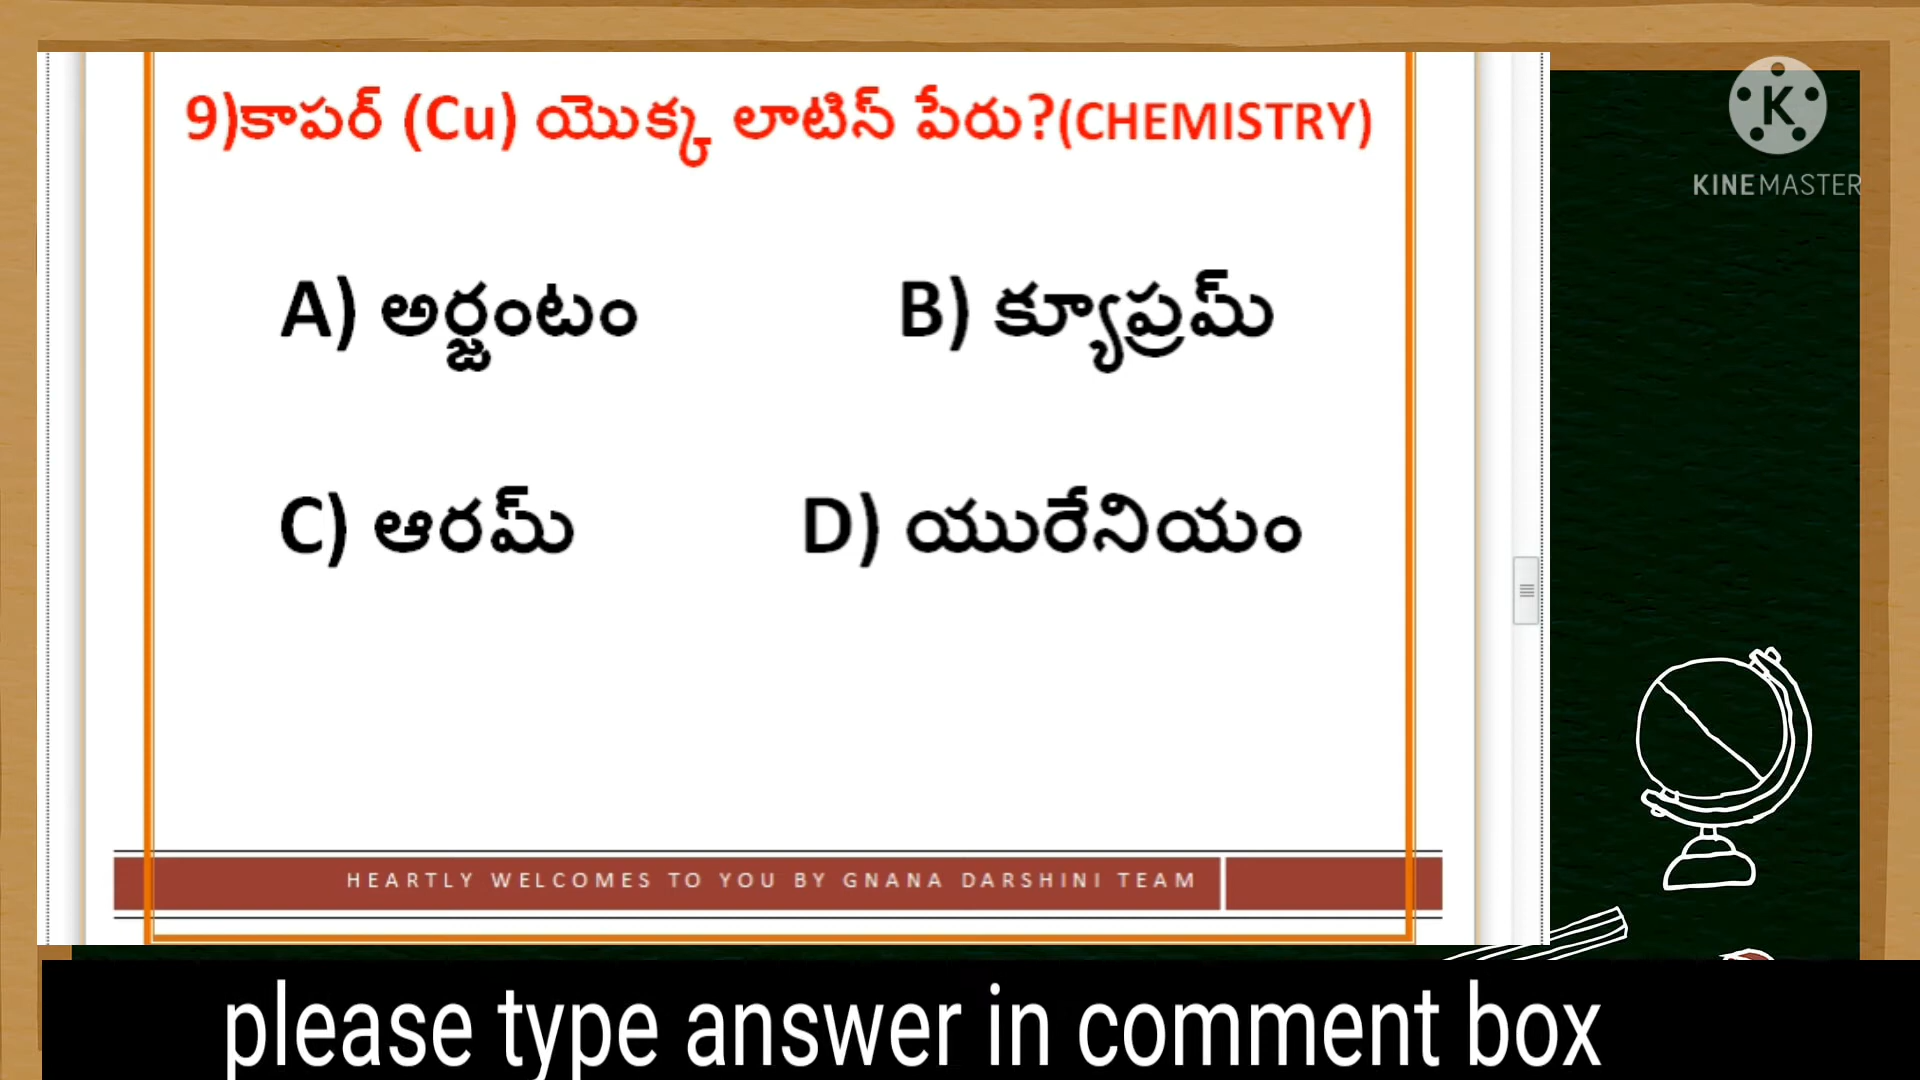 9)కాపర్ (Cu) యొక్క లాటిన్ పేరు?(CHEMISTRY)
A) అర్జంటం B) క్యూప్రమ్
C) ఆరమ్ D) యురేనియం
HEARTLY WELCOMES TO YOU BY GNANA DARSHINI TEAM
K
KINEMASTER
please type answer in comment box